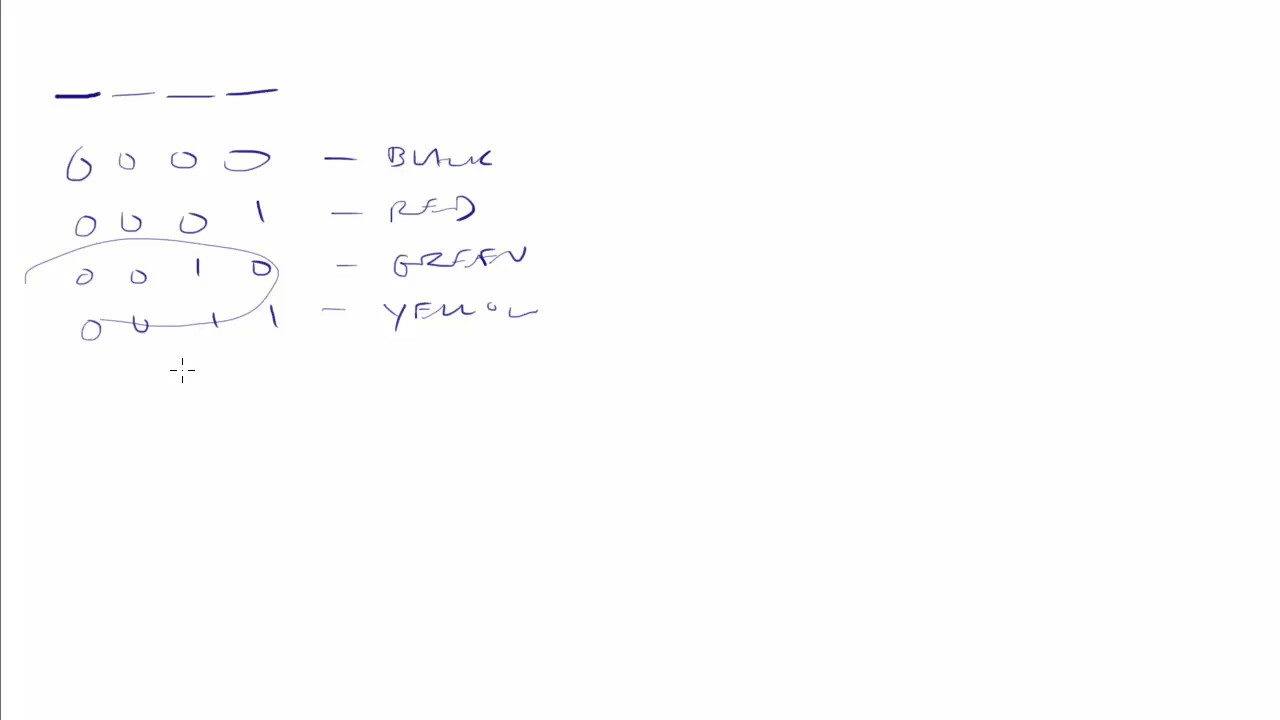 0 0 0 0 – BLACK
0 0 0 1 – RED
0 0 1 0 – GREEN
0 0 1 1 – YELLOW